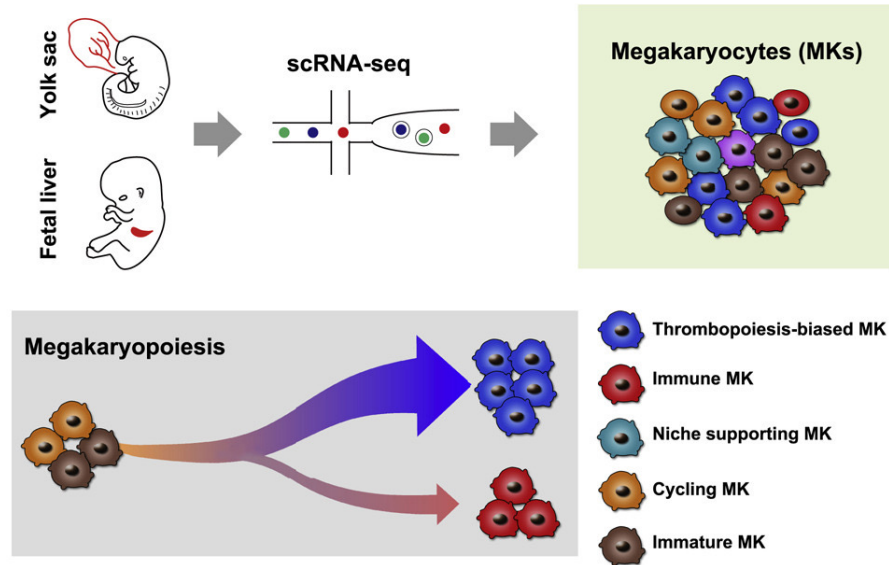 Yolk sac
Fetal liver
scRNA-seq
Megakaryocytes (MKs)
Megakaryopoiesis
Thrombopoiesis-biased MK
Immune MK
Niche supporting MK
Cycling MK
Immature MK